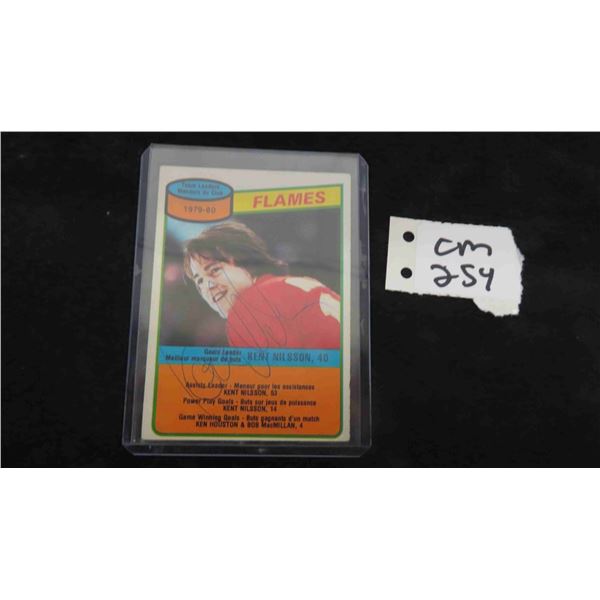 Team Leaders
Meneurs du Club
1979-80
FLAMES
Goals Leader
Meilleur marqueur de buts KENT NILSSON, 40
Assists Leader - Meneur pour les assistances
KENT NILSSON, 53
Power Play Goals - Buts sur jeux de puissance
KENT NILSSON, 14
Game Winning Goals - Buts gagnants d'un match
KEN HOUSTON & BOB MacMILLAN, 4
cm
254